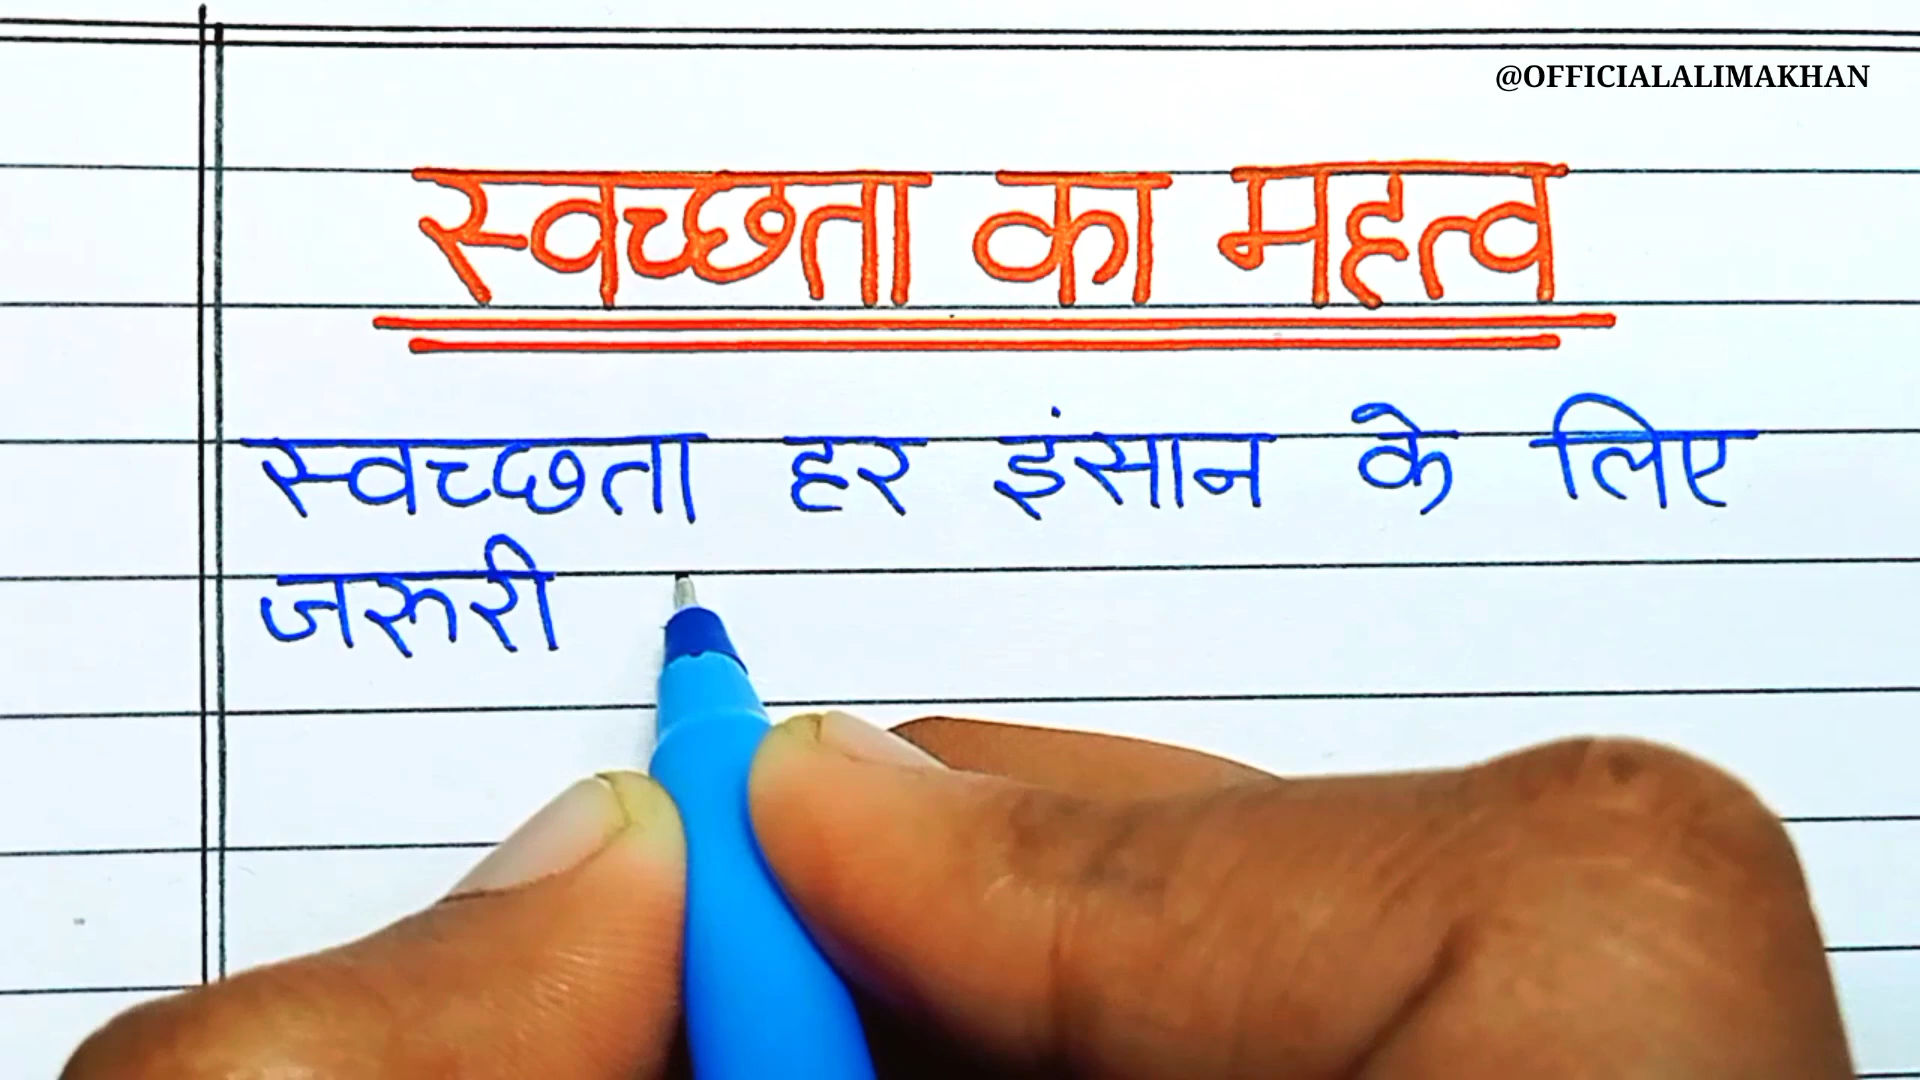 @OFFICIALALIMAKHAN
स्वच्छता का महत्व
स्वच्छता हर इंसान के लिए
जरुरी